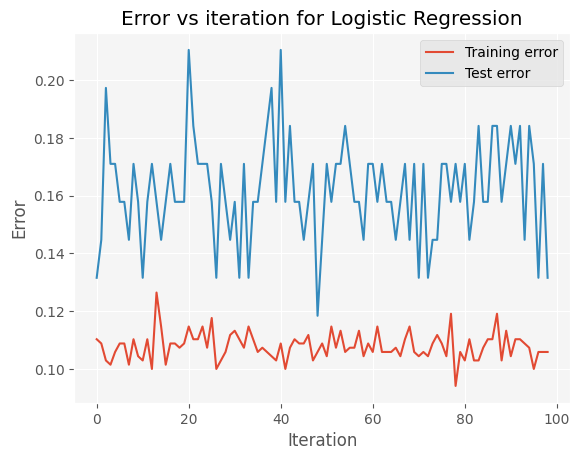 Error vs iteration for Logistic Regression
Training error
Test error
0.20
0.18
0.16
0.14
0.12
0.10
Error
0 20 40 60 80 100
Iteration